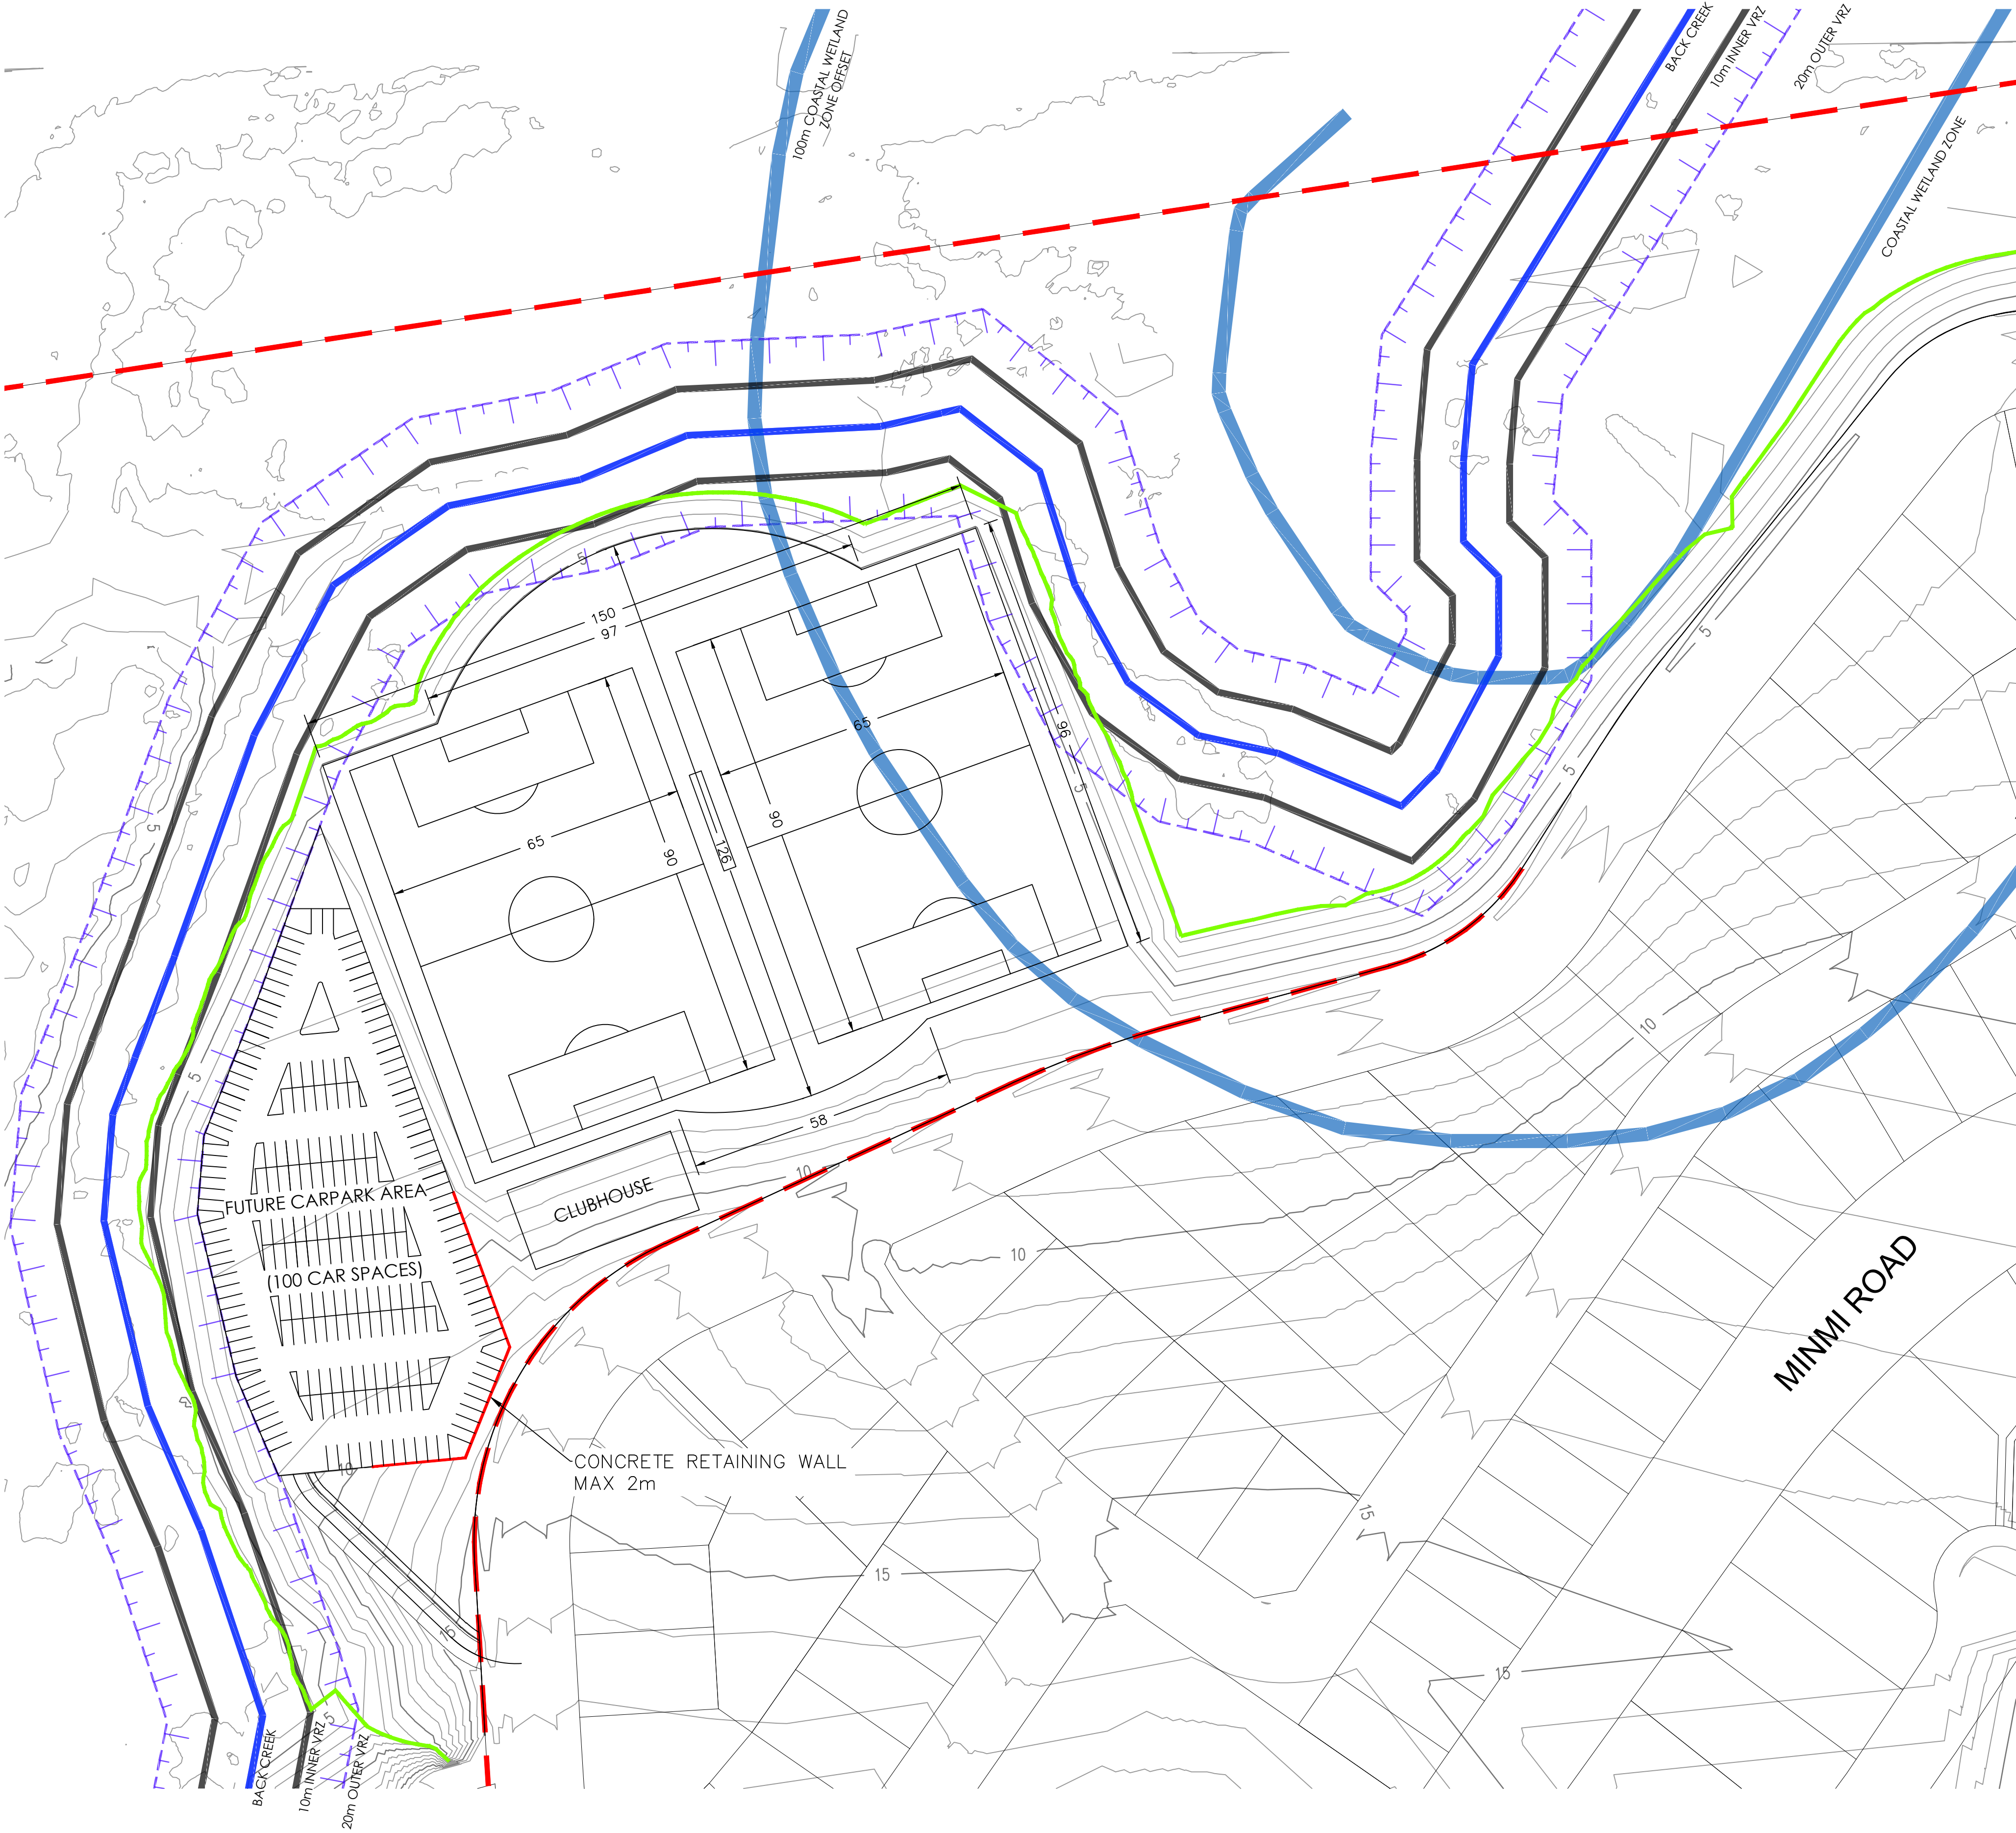 100m COASTAL WETLAND
ZONE OFFSET
BACK CREEK
10m INNER VRZ
20m OUTER VRZ
COASTAL WETLAND ZONE
5
150
97
5
5
65
96
5
5
90
65
90
126
10
5
58
10
FUTURE CARPARK AREA
CLUBHOUSE
10
(100 CAR SPACES)
MINMI ROAD
CONCRETE RETAINING WALL
MAX 2m
10
15
15
15
15
5
BACK CREEK
10m INNER VRZ
20m OUTER VRZ